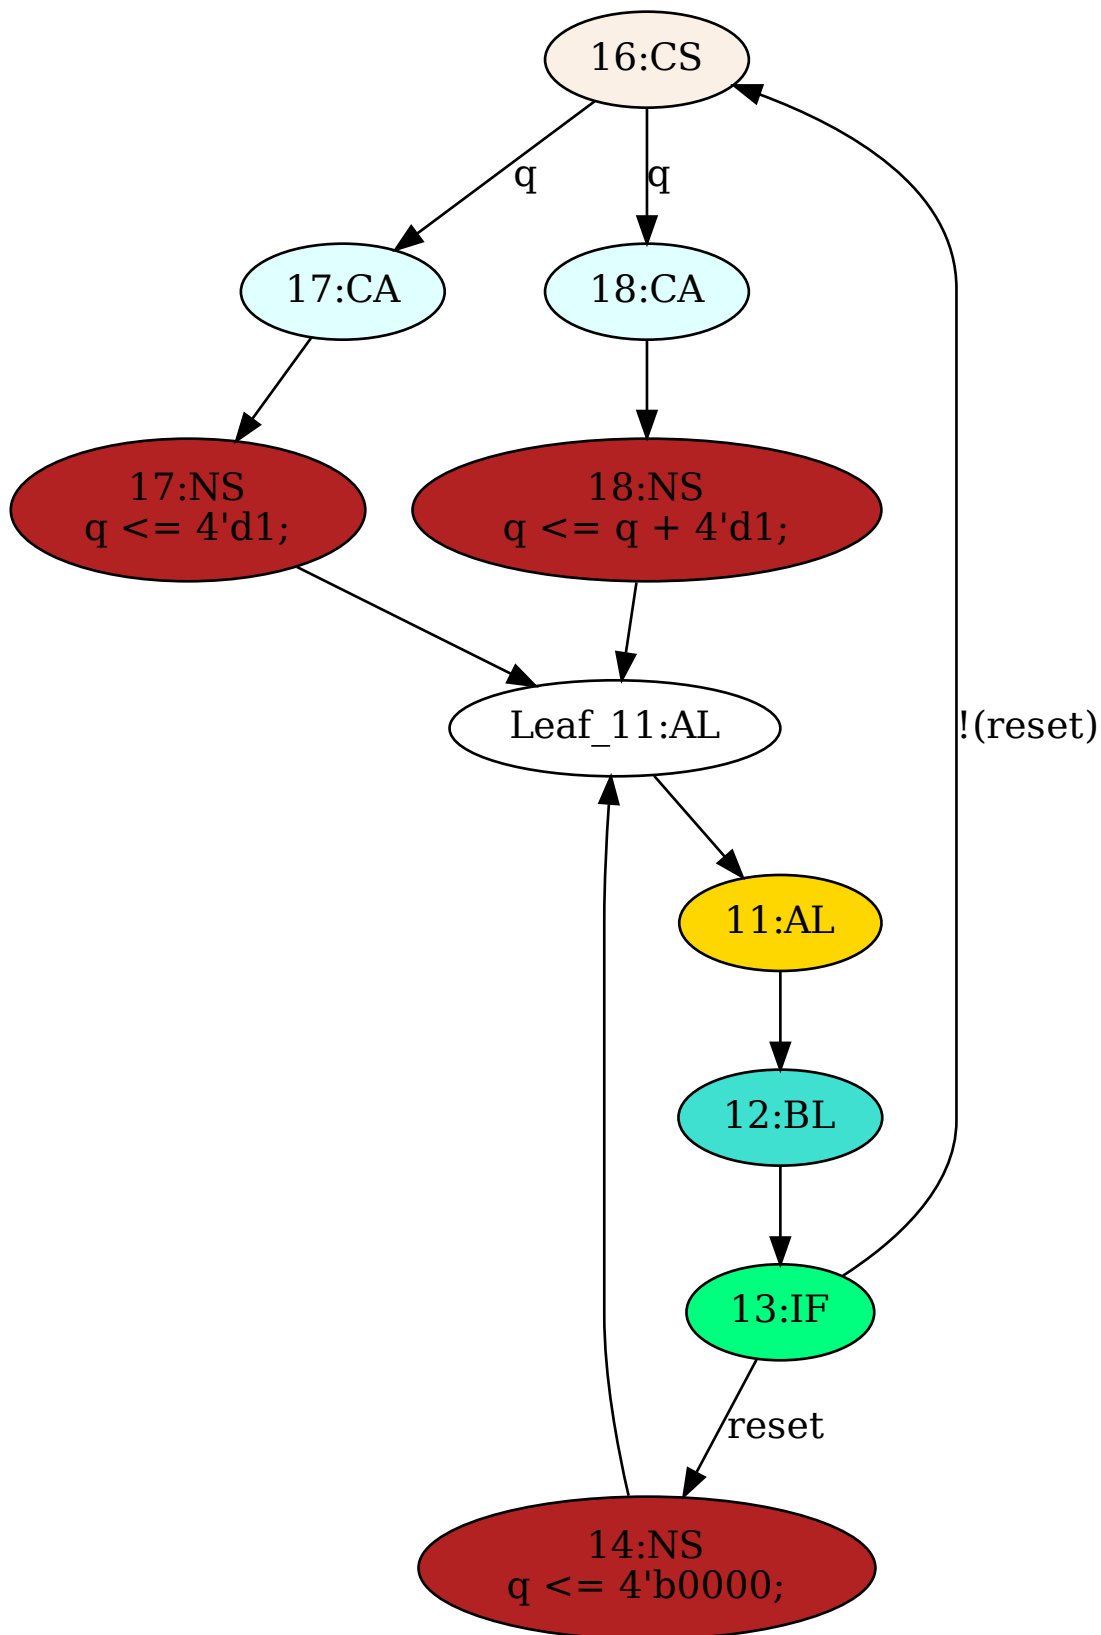 16:CS
q
q
17:CA
18:CA
17:NS
q <= 4'd1;
18:NS
q <= q + 4'd1;
Leaf_11:AL
!(reset)
11:AL
12:BL
13:IF
reset
14:NS
q <= 4'b0000;